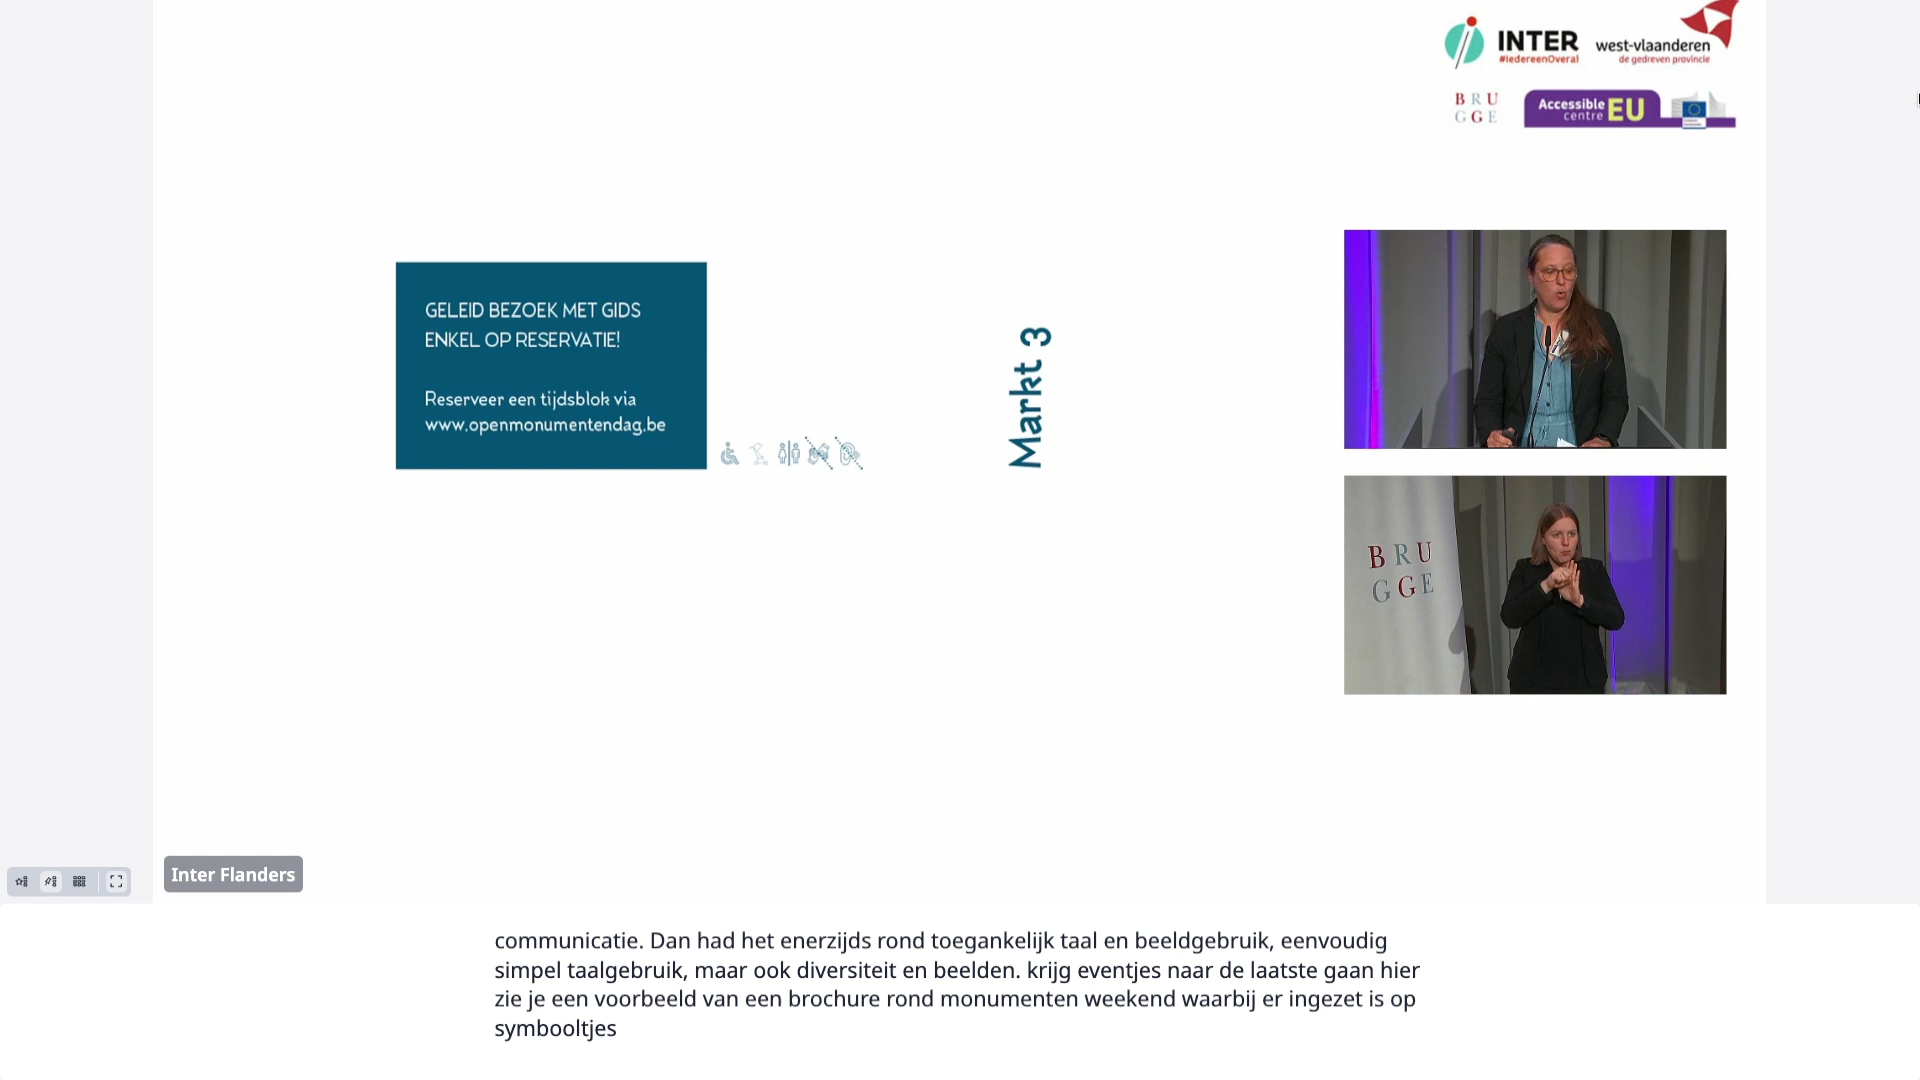 INTER
#IedereenOveral
west-vlaanderen
de gedreven provincie
BRU
GGE
Accessible
centre
EU
GELEID BEZOEK MET GIDS
ENKEL OP RESERVATIE!
Reserveer een tijdsblok via
www.openmonumentendag.be
Markt 3
BRU
GGE
Inter Flanders
communicatie. Dan had het enerzijds rond toegankelijk taal en beeldgebruik, eenvoudig
simpel taalgebruik, maar ook diversiteit en beelden. krijg eventjes naar de laatste gaan hier
zie je een voorbeeld van een brochure rond monumenten weekend waarbij er ingezet is op
symbooltjes